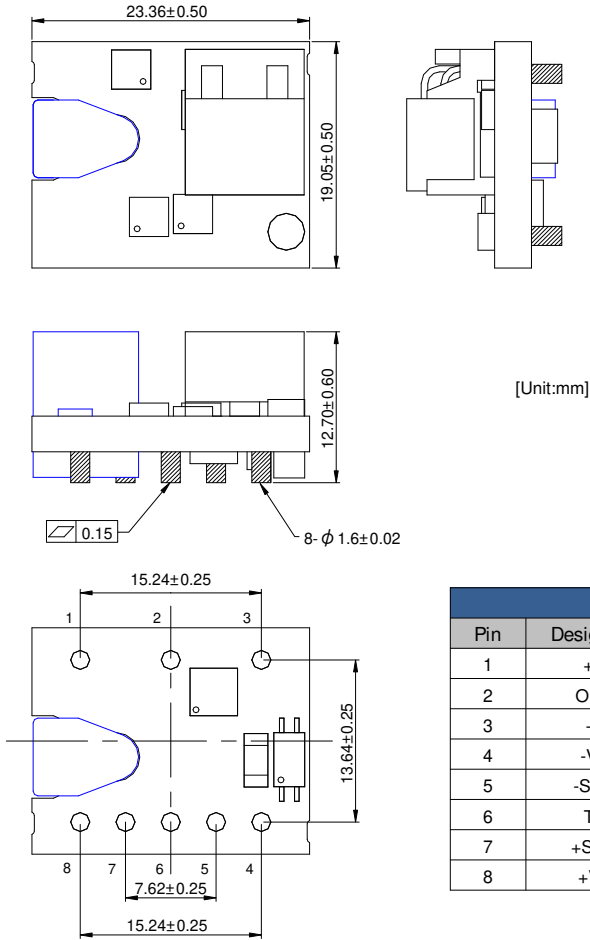 23.36±0.50
19.05±0.50
12.70±0.60
[Unit:mm]
0.15
8-ϕ 1.6±0.02
15.24±0.25
1 2 3
13.64±0.25
8 7 6 5 4
7.62±0.25
15.24±0.25
Pin Desig
1 +
2 O
3 -
4 -V
5 -S
6 T
7 +S
8 +V